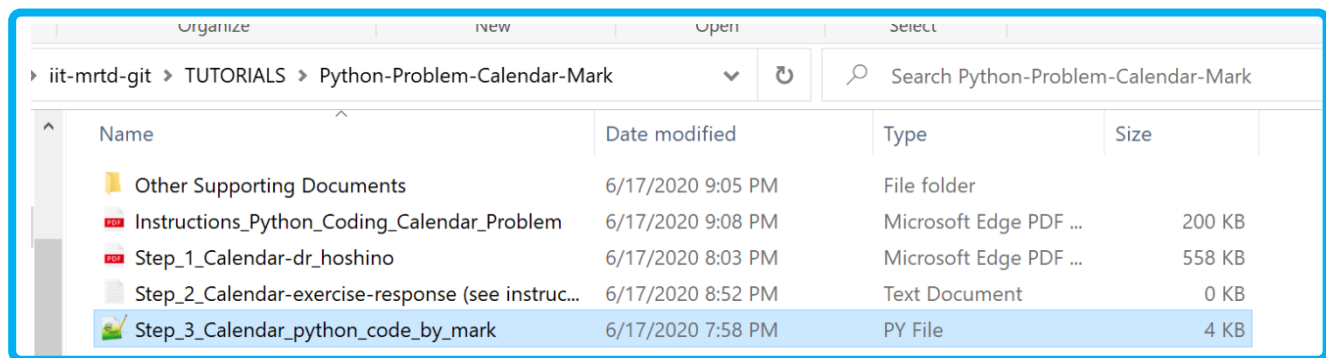 Organize New Open Select
iit-mrtd-git > TUTORIALS > Python-Problem-Calendar-Mark Search Python-Problem-Calendar-Mark
Name Date modified Type Size
Other Supporting Documents 6/17/2020 9:05 PM File folder
PDF Instructions_Python_Coding_Calendar_Problem 6/17/2020 9:08 PM Microsoft Edge PDF ... 200 KB
PDF Step_1_Calendar-dr_hoshino 6/17/2020 8:03 PM Microsoft Edge PDF ... 558 KB
Step_2_Calendar-exercise-response (see instruc... 6/17/2020 8:52 PM Text Document 0 KB
Step_3_Calendar_python_code_by_mark 6/17/2020 7:58 PM PY File 4 KB